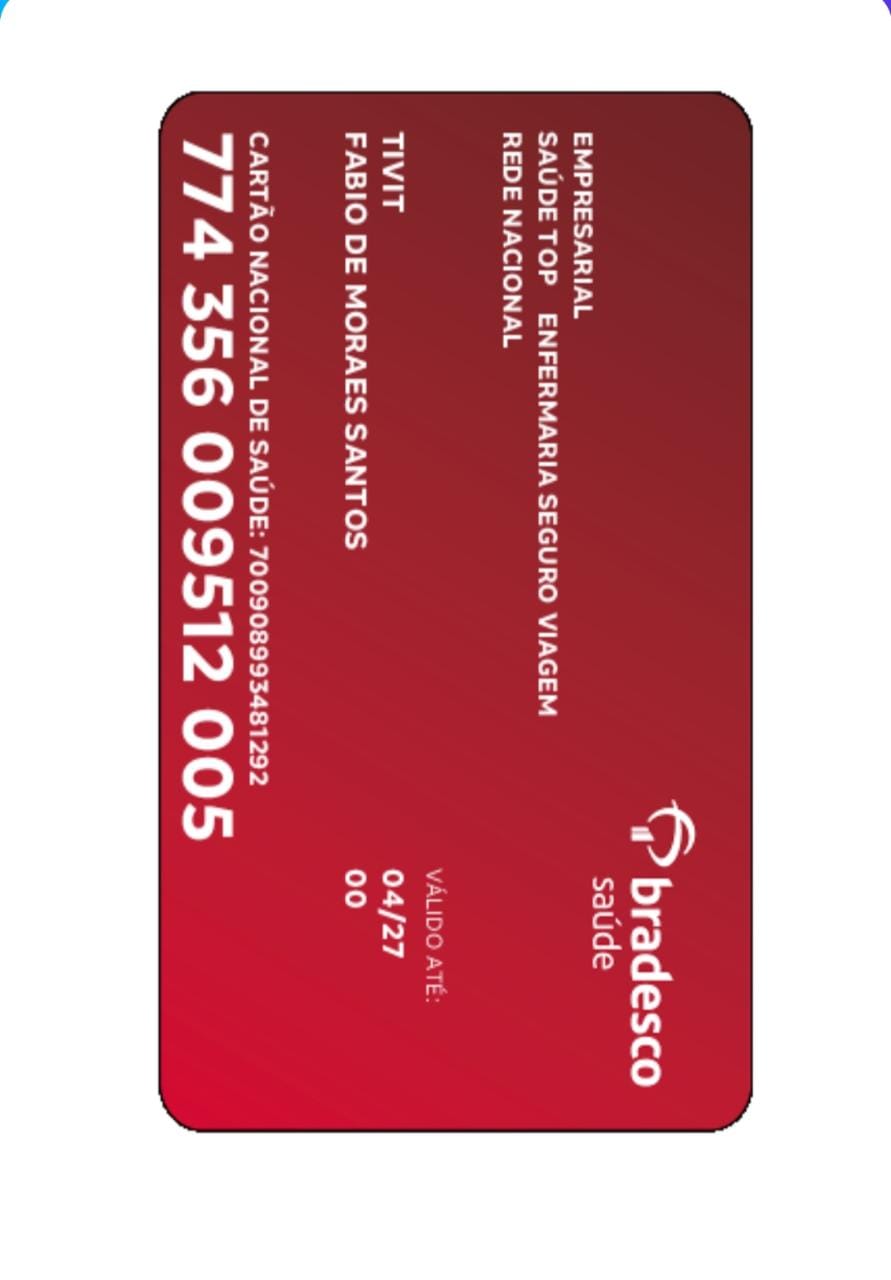 bradesco
saúde
EMPRESARIAL
SAÚDE TOP ENFERMARIA SEGURO VIAGEM
REDE NACIONAL
VÁLIDO ATÉ:
TIVIT 04/27
FABIO DE MORAES SANTOS 00
CARTÃO NACIONAL DE SAÚDE: 700908993481292
774 356 009512 005